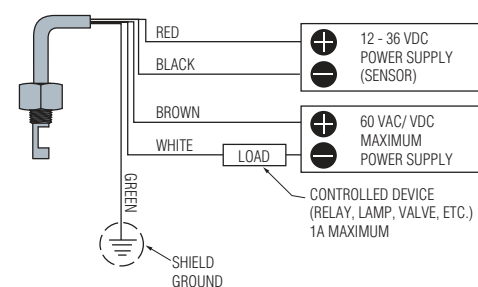 RED
12 - 36 VDC
POWER SUPPLY
(SENSOR)
BLACK
BROWN
60 VAC/ VDC
MAXIMUM
POWER SUPPLY
WHITE
LOAD
GREEN
CONTROLLED DEVICE
(RELAY, LAMP, VALVE, ETC.)
1A MAXIMUM
SHIELD
GROUND